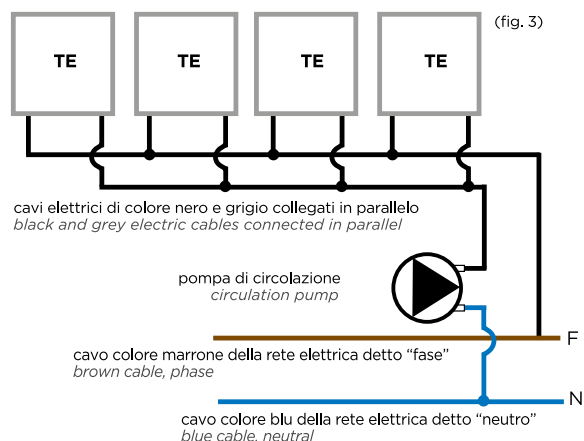 (fig. 3)
TE TE TE TE
cavi elettrici di colore nero e grigio collegati in parallelo
black and grey electric cables connected in parallel
pompa di circolazione
circulation pump
F
cavo colore marrone della rete elettrica detto “fase”
brown cable, phase
N
cavo colore blu della rete elettrica detto “neutro”
blue cable, neutral